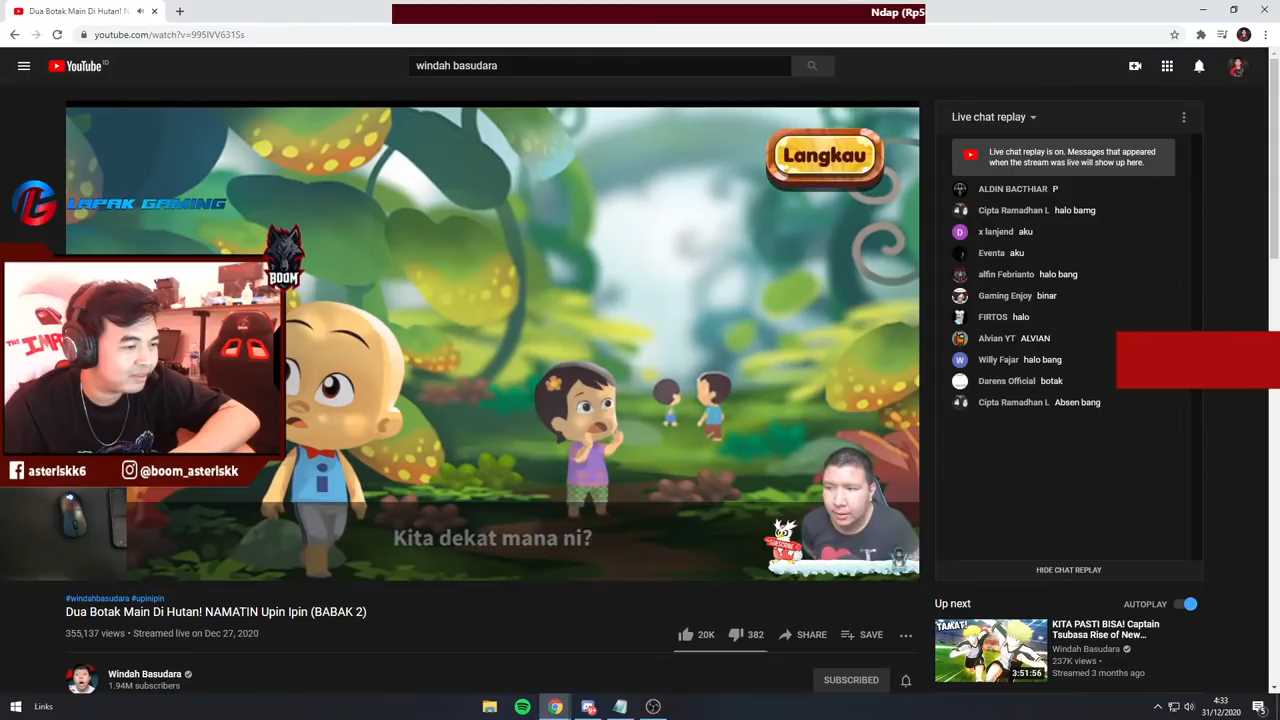 Dua Botak Main Di Hutan! N
Ndap (Rp5
youtube.com/watch?v=995IVV631Ss
YouTube ID
windah basudara
Langkau
LAPAK GAMING
BOOM
asterlskk6
@boom_asterlskk
Kita dekat mana ni?
SUBSCRIBE
#windahbasudara #upinipin
Dua Botak Main Di Hutan! NAMATIN Upin Ipin (BABAK 2)
355,137 views • Streamed live on Dec 27, 2020
20K
382
SHARE
SAVE
Windah Basudara
1.94M subscribers
SUBSCRIBED
Live chat replay
Live chat replay is on. Messages that appeared
when the stream was live will show up here.
ALDIN BACTHIAR P
Cipta Ramadhan L halo bamg
x lanjend aku
Eventa aku
alfin Febrianto halo bang
Gaming Enjoy binar
FIRTOS halo
Alvian YT ALVIAN
Willy Fajar halo bang
Darens Official botak
Cipta Ramadhan L Absen bang
HIDE CHAT REPLAY
Up next
AUTOPLAY
TAMAT!
3:51:56
KITA PASTI BISA! Captain
Tsubasa Rise of New...
Windah Basudara
237K views •
Streamed 3 months ago
Links
4:33
31/12/2020